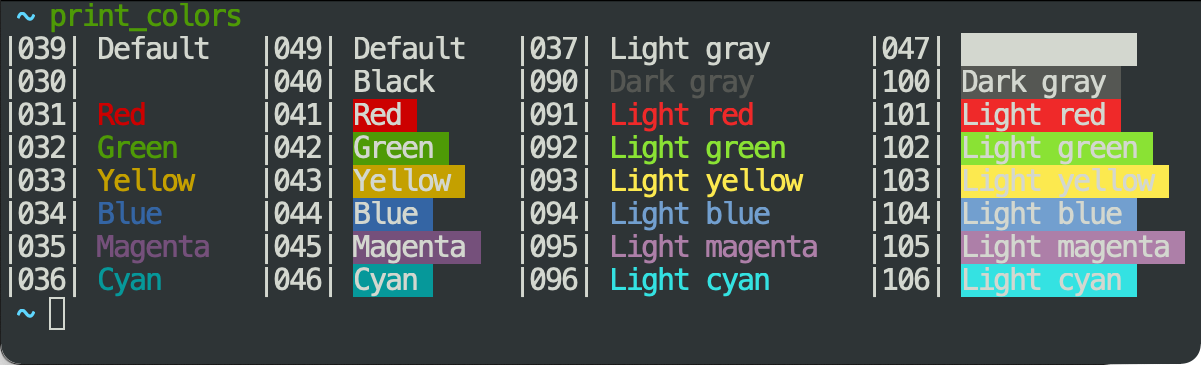 ~ print_colors
|039| Default |049| Default |037| Light gray |047|
|030| |040| Black |090| Dark gray |100| Dark gray
|031| Red |041| Red |091| Light red |101| Light red
|032| Green |042| Green |092| Light green |102| Light green
|033| Yellow |043| Yellow |093| Light yellow |103| Light yellow
|034| Blue |044| Blue |094| Light blue |104| Light blue
|035| Magenta |045| Magenta |095| Light magenta |105| Light magenta
|036| Cyan |046| Cyan |096| Light cyan |106| Light cyan
~